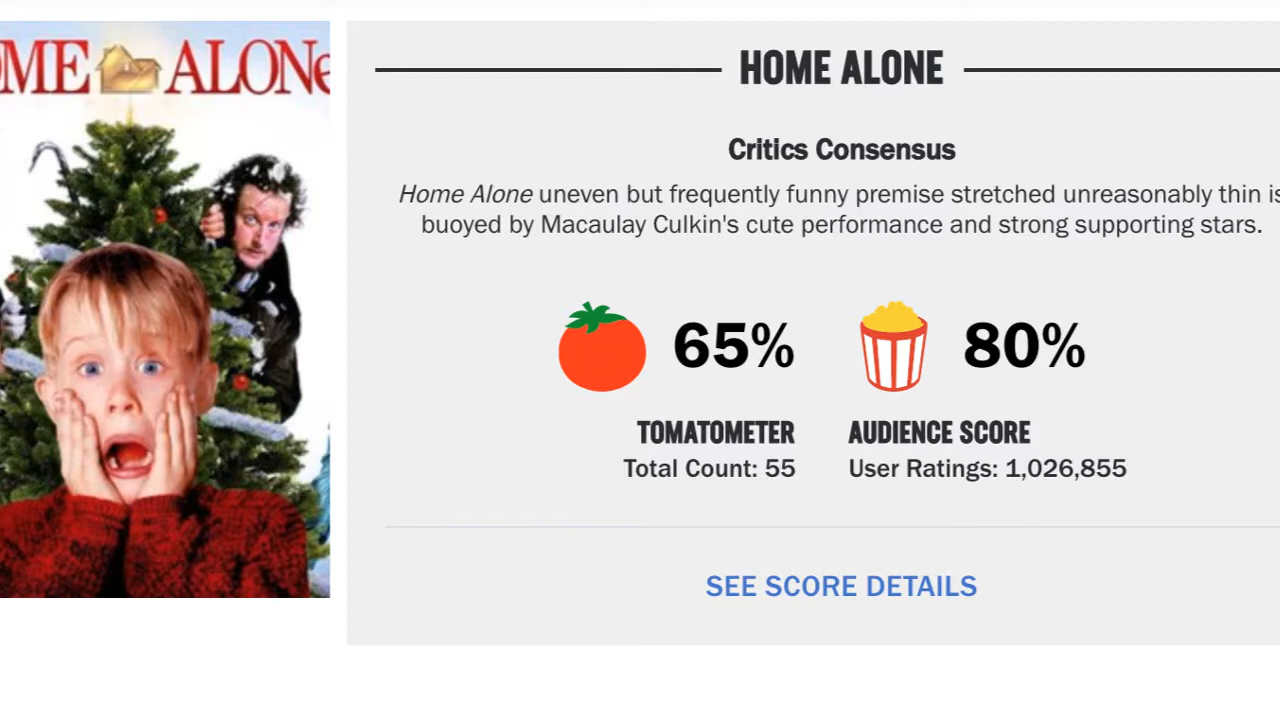 OME ALONe
HOME ALONE
Critics Consensus
Home Alone uneven but frequently funny premise stretched unreasonably thin is
buoyed by Macaulay Culkin's cute performance and strong supporting stars.
65% 80%
TOMATOMETER AUDIENCE SCORE
Total Count: 55 User Ratings: 1,026,855
SEE SCORE DETAILS